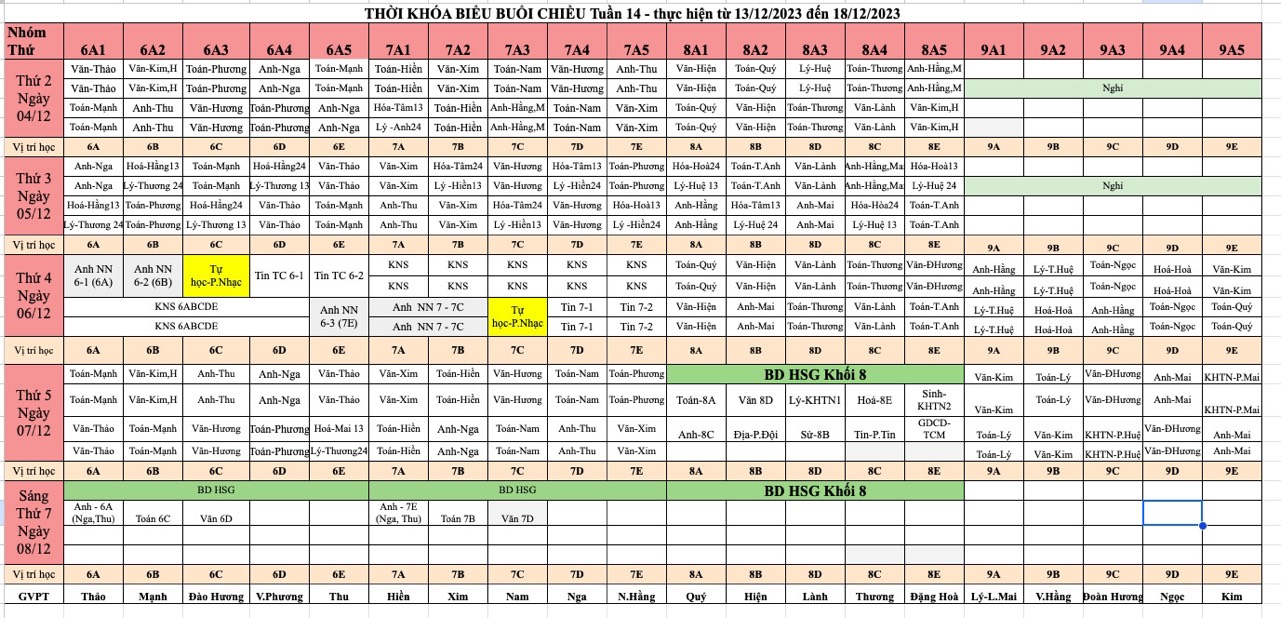 THỜI KHÓA BIỂU BUỔI CHIỀU Tuần 14 - thực hiện từ 13/12/2023 đến 18/12/2023
Nhóm Thứ 6A1 6A2 6A3 6A4 6A5 7A1 7A2 7A3 7A4 7A5 8A1 8A2 8A3 8A4 8A5 9A1 9A2 9A3 9A4 9A5
Thứ 2 Ngày 04/12
Văn-Thảo Văn-Kim,H Toán-Phương Anh-Nga Toán-Mạnh Toán-Hiền Văn-Xim Toán-Nam Văn-Hương Anh-Thu Văn-Hiện Toán-Quý Lý-Huệ Toán-Thương Anh-Hằng,M
Văn-Thảo Văn-Kim,H Toán-Phương Anh-Nga Toán-Mạnh Toán-Hiền Văn-Xim Toán-Nam Văn-Hương Anh-Thu Văn-Hiện Toán-Quý Lý-Huệ Toán-Thương Anh-Hằng,M Nghỉ
Toán-Mạnh Anh-Thu Văn-Hương Toán-Phương Anh-Nga Hóa-Tâm13 Toán-Hiền Anh-Hằng,M Toán-Nam Văn-Xim Toán-Quý Văn-Hiện Toán-Thương Văn-Lành Văn-Kim,H
Toán-Mạnh Anh-Thu Văn-Hương Toán-Phương Anh-Nga Lý -Anh24 Toán-Hiền Anh-Hằng,M Toán-Nam Văn-Xim Toán-Quý Văn-Hiện Toán-Thương Văn-Lành Văn-Kim,H
Vị trí học 6A 6B 6C 6D 6E 7A 7B 7C 7D 7E 8A 8B 8D 8C 8E 9A 9B 9C 9D 9E
Thứ 3 Ngày 05/12
Anh-Nga Hoá-Hằng13 Toán-Mạnh Hoá-Hằng24 Văn-Thảo Văn-Xim Hóa-Tâm24 Văn-Hương Hóa-Tâm13 Toán-Phương Hóa-Hoà24 Toán-T.Anh Văn-Lành Anh-Hằng,Mai Hóa-Hoà13
Anh-Nga Lý-Thương 24 Toán-Mạnh Lý-Thương 13 Văn-Thảo Văn-Xim Lý -Hiền13 Văn-Hương Lý -Hiền24 Toán-Phương Lý-Huệ 13 Toán-T.Anh Văn-Lành Anh-Hằng,Mai Lý-Huệ 24 Nghỉ
Hoá-Hằng13 Toán-Phương Hoá-Hằng24 Văn-Thảo Toán-Mạnh Anh-Thu Văn-Xim Hóa-Tâm24 Văn-Hương Hóa-Hoà13 Anh-Hằng Hóa-Tâm13 Anh-Mai Hóa-Hòa24 Toán-T.Anh
Lý-Thương 24 Toán-Phương Lý-Thương 13 Văn-Thảo Toán-Mạnh Anh-Thu Văn-Xim Lý -Hiền13 Văn-Hương Lý -Hiền24 Anh-Hằng Lý-Huệ 24 Anh-Mai Lý-Huệ 13 Toán-T.Anh
Vị trí học 6A 6B 6C 6D 6E 7A 7B 7C 7D 7E 8A 8B 8D 8C 8E 9A 9B 9C 9D 9E
Thứ 4 Ngày 06/12
Anh NN 6-1 (6A) Anh NN 6-2 (6B) Tự học-P.Nhạc Tin TC 6-1 Tin TC 6-2 KNS KNS KNS KNS KNS Toán-Quý Văn-Hiện Văn-Lành Toán-Thương Văn-ĐHương Anh-Hằng Lý-T.Huệ Toán-Ngọc Hoá-Hoà Văn-Kim
KNS KNS KNS KNS KNS Toán-Quý Văn-Hiện Văn-Lành Toán-Thương Văn-ĐHương Anh-Hằng Lý-T.Huệ Toán-Ngọc Hoá-Hoà Văn-Kim
KNS 6ABCDE Anh NN 6-3 (7E) Anh NN 7 - 7C Tự học-P.Nhạc Tin 7-1 Tin 7-2 Văn-Hiện Anh-Mai Toán-Thương Văn-Lành Toán-T.Anh Lý-T.Huệ Hoá-Hoà Anh-Hằng Toán-Ngọc Toán-Quý
KNS 6ABCDE Anh NN 7 - 7C Tin 7-1 Tin 7-2 Văn-Hiện Anh-Mai Toán-Thương Văn-Lành Toán-T.Anh Lý-T.Huệ Hoá-Hoà Anh-Hằng Toán-Ngọc Toán-Quý
Vị trí học 6A 6B 6C 6D 6E 7A 7B 7C 7D 7E 8A 8B 8D 8C 8E 9A 9B 9C 9D 9E
Thứ 5 Ngày 07/12
Toán-Mạnh Văn-Kim,H Anh-Thu Anh-Nga Văn-Thảo Văn-Xim Toán-Hiền Văn-Hương Toán-Nam Toán-Phương BD HSG Khối 8 Văn-Kim Toán-Lý Văn-ĐHương Anh-Mai KHTN-P.Mai
Toán-Mạnh Văn-Kim,H Anh-Thu Anh-Nga Văn-Thảo Văn-Xim Toán-Hiền Văn-Hương Toán-Nam Toán-Phương Toán-8A Văn 8D Lý-KHTN1 Hoá-8E Sinh-KHTN2 Văn-Kim Toán-Lý Văn-ĐHương Anh-Mai KHTN-P.Mai
Văn-Thảo Toán-Mạnh Văn-Hương Toán-Phương Hoá-Mai 13 Toán-Hiền Anh-Nga Toán-Nam Anh-Thu Văn-Xim Anh-8C Địa-P.Đội Sử-8B Tin-P.Tin GDCD-TCM Toán-Lý Văn-Kim KHTN-P.Huệ Văn-ĐHương Anh-Mai
Văn-Thảo Toán-Mạnh Văn-Hương Toán-Phương Lý-Thương24 Toán-Hiền Anh-Nga Toán-Nam Anh-Thu Văn-Xim Toán-Lý Văn-Kim KHTN-P.Huệ Văn-ĐHương Anh-Mai
Vị trí học 6A 6B 6C 6D 6E 7A 7B 7C 7D 7E 8A 8B 8D 8C 8E 9A 9B 9C 9D 9E
Sáng Thứ 7 Ngày 08/12
BD HSG BD HSG BD HSG Khối 8
Anh - 6A (Nga,Thu) Toán 6C Văn 6D Anh - 7E (Nga, Thu) Toán 7B Văn 7D
Vị trí học 6A 6B 6C 6D 6E 7A 7B 7C 7D 7E 8A 8B 8D 8C 8E 9A 9B 9C 9D 9E
GVPT Thảo Mạnh Đào Hương V.Phương Thu Hiền Xim Nam Nga N.Hằng Quý Hiện Lành Thương Đặng Hoà Lý-L.Mai V.Hằng Đoàn Hương Ngọc Kim